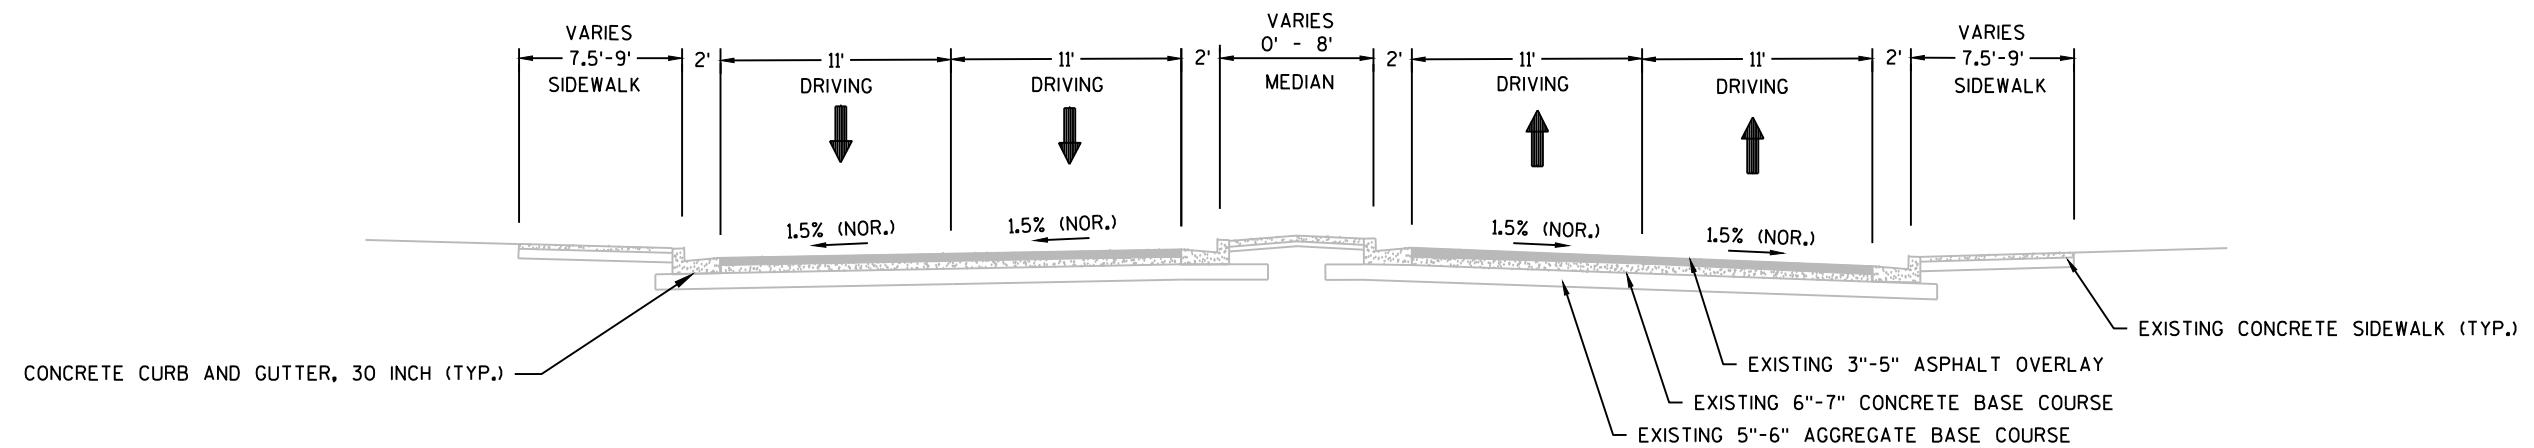 VARIES
7.5'-9'
SIDEWALK
2'
11'
DRIVING
11'
DRIVING
2'
VARIES
0' - 8'
MEDIAN
2'
11'
DRIVING
11'
DRIVING
2'
VARIES
7.5'-9'
SIDEWALK
1.5% (NOR.)
1.5% (NOR.)
1.5% (NOR.)
1.5% (NOR.)
CONCRETE CURB AND GUTTER, 30 INCH (TYP.)
EXISTING CONCRETE SIDEWALK (TYP.)
EXISTING 3"-5" ASPHALT OVERLAY
EXISTING 6"-7" CONCRETE BASE COURSE
EXISTING 5"-6" AGGREGATE BASE COURSE